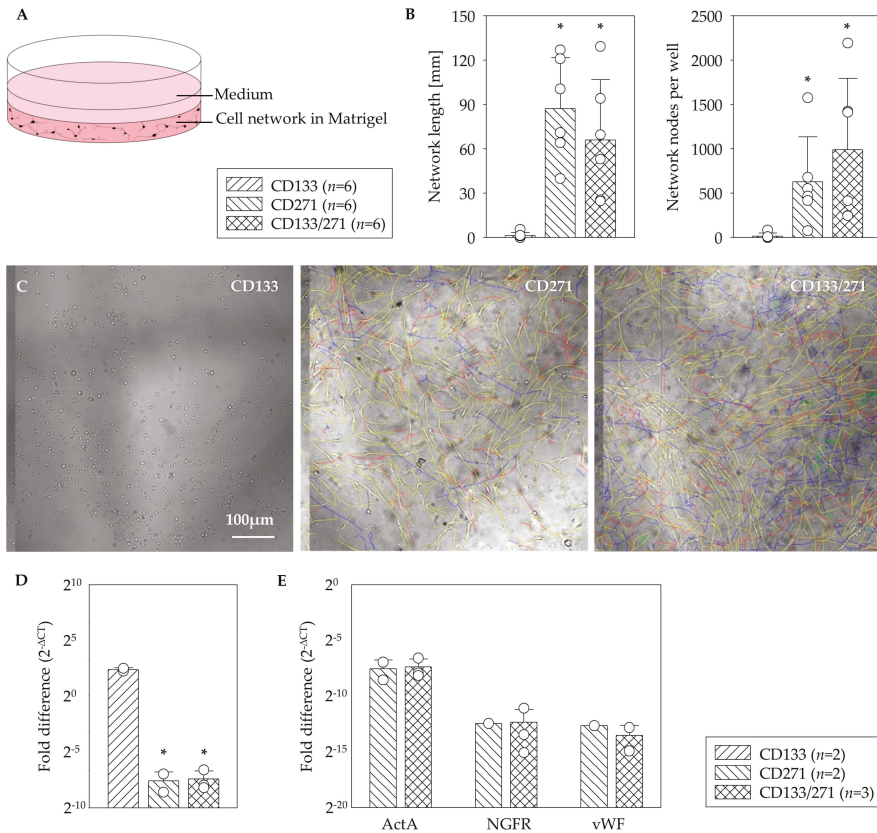 A
Medium
Cell network in Matrigel
CD133 (n=6)
CD271 (n=6)
CD133/271 (n=6)
B
Network length [mm]
150
120
90
60
30
0
*
*
Network nodes per well
2500
2000
1500
1000
500
0
*
*
C
CD133
100µm
CD271
CD133/271
D
Fold difference (2^-ΔCT)
2^10
2^5
2^0
2^-5
2^-10
*
*
E
Fold difference (2^-ΔCT)
2^0
2^-5
2^-10
2^-15
2^-20
ActA
NGFR
vWF
CD133 (n=2)
CD271 (n=2)
CD133/271 (n=3)